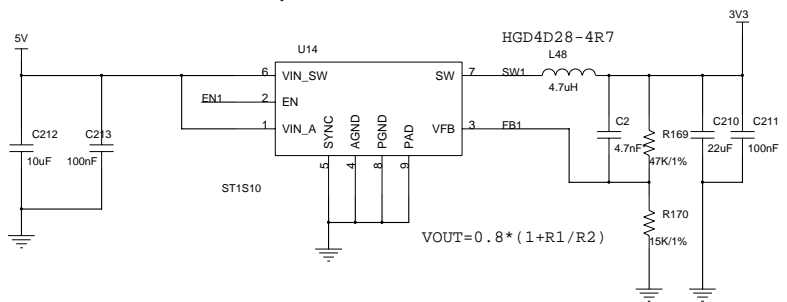 3V3
5V
HGD4D28-4R7
U14
L48
6 VIN_SW
SW 7 SW1
4.7uH
EN1 2 EN
C212
C213
1 VIN_A
VFB 3 FB1
C2
R169
C210
C211
SYNC
AGND
PGND
PAD
10uF
100nF
4.7nF
47K/1%
22uF
100nF
5
4
8
9
ST1S10
R170
VOUT=0.8*(1+R1/R2)
15K/1%